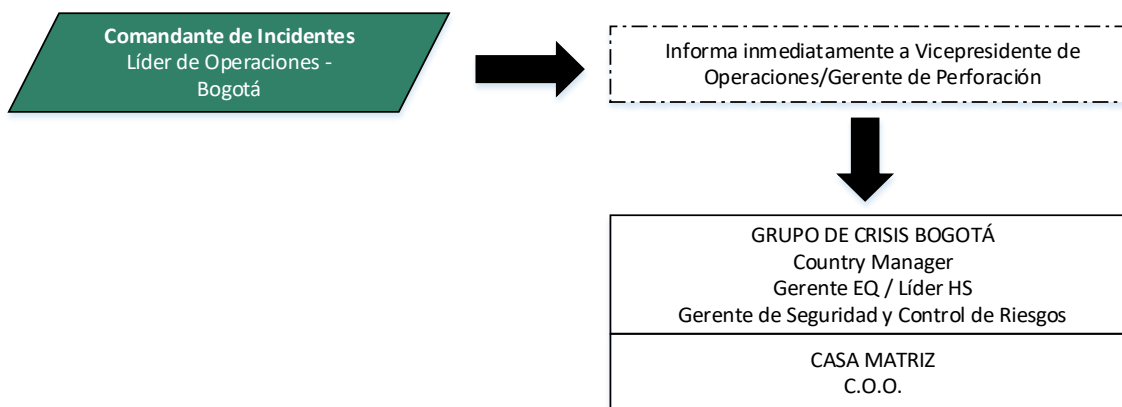 Comandante de Incidentes
Líder de Operaciones -
Bogotá
Informa inmediatamente a Vicepresidente de
Operaciones/Gerente de Perforación
GRUPO DE CRISIS BOGOTÁ
Country Manager
Gerente EQ / Líder HS
Gerente de Seguridad y Control de Riesgos
CASA MATRIZ
C.O.O.